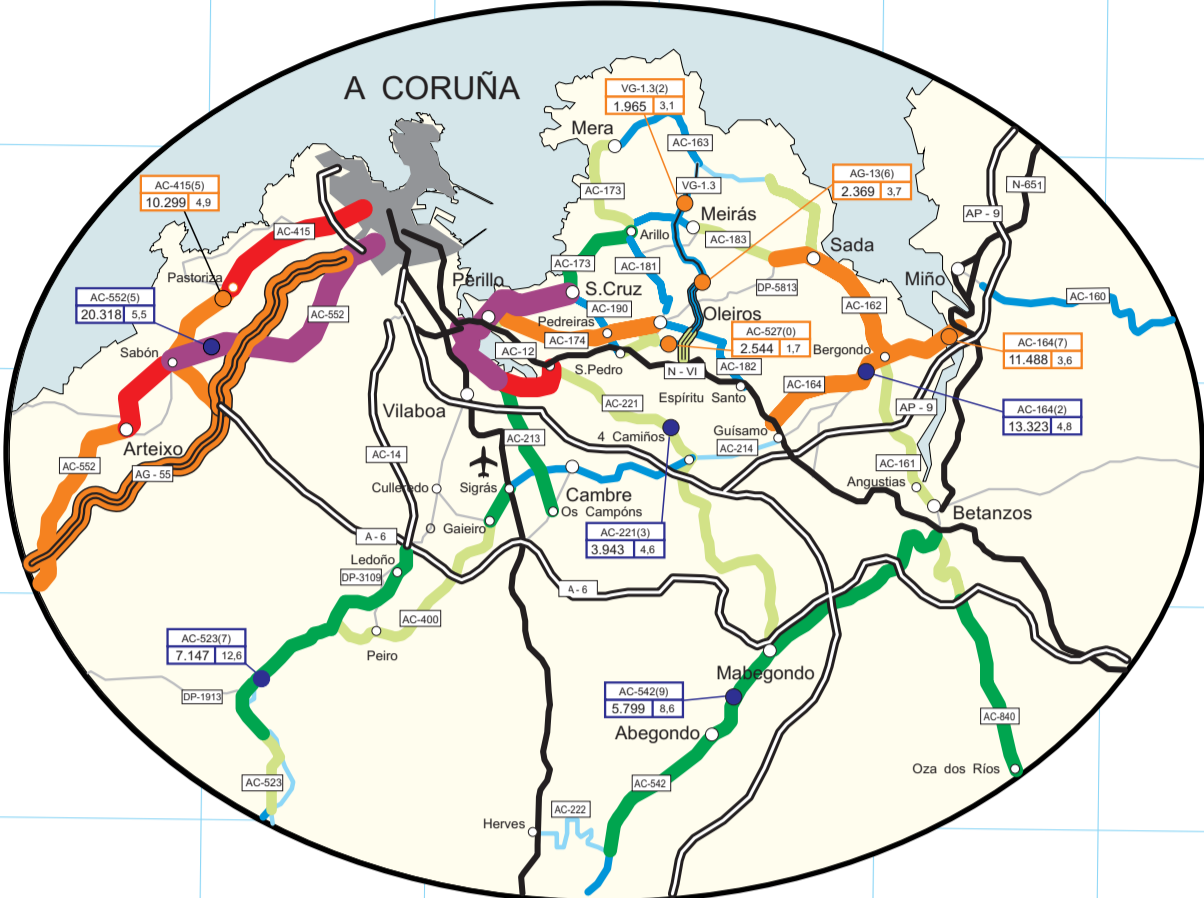 A CORUÑA
VG-1.3(2)
1.965 3,1
Mera
AC-163
AC-415(5)
10.299 4,9
AC-173
VG-1.3
AG-13(6)
2.369 3,7
N-651
AP - 9
AC-415
Meirás
Arillo
AC-183
Sada
Pastoriza
AC-173
AC-181
Miño
AC-552(5)
20.318 5,5
Perillo
S.Cruz
DP-5813
AC-160
AC-552
AC-190
AC-162
Pedreiras
Oleiros
AC-174
AC-527(0)
2.544 1,7
AC-164(7)
11.488 3,6
Sabón
AC-12
Bergondo
S.Pedro
N - VI
AC-182
AC-164
Espíritu Santo
AC-221
AP - 9
AC-164(2)
13.323 4,8
Vilaboa
Guísamo
4 Camiños
AC-213
AC-214
Arteixo
AC-14
AC-552
AG - 55
AC-161
Angustias
Culleredo
Sigrás
Cambre
Os Campóns
Betanzos
O
Gaieiro
AC-221(3)
3.943 4,6
A - 6
Ledoño
DP-3109
A - 6
AC-400
AC-523(7)
7.147 12,6
Peiro
Mabegondo
DP-1913
AC-542(9)
5.799 8,6
AC-840
Abegondo
Oza dos Ríos
AC-523
AC-542
AC-222
Herves